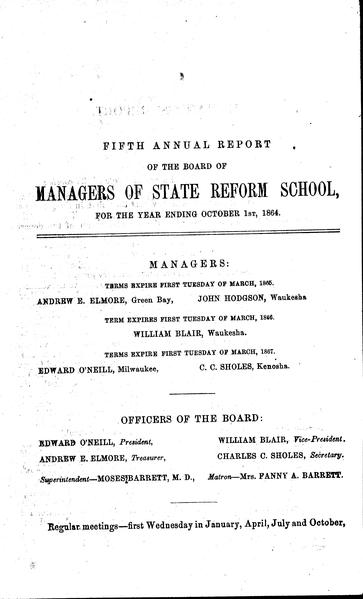 FIFTH ANNUAL REPORT
OF THE BOARD OF
MANAGERS OF STATE REFORM SCHOOL,
FOR THE YEAR ENDING OCTOBER 1ST, 1864.
MANAGERS:
TERMS EXPIRE FIRST TUESDAY OF MARCH, 1865.
ANDREW E. ELMORE, Green Bay, JOHN HODGSON, Waukesha
TERM EXPIRES FIRST TUESDAY OF MARCH, 1866.
WILLIAM BLAIR, Waukesha.
TERMS EXPIRE FIRST TUESDAY OF MARCH, 1867.
EDWARD O'NEILL, Milwaukee, C. C. SHOLES, Kenosha.
OFFICERS OF THE BOARD:
EDWARD O'NEILL, President, WILLIAM BLAIR, Vice-President.
ANDREW E. ELMORE, Treasurer, CHARLES C. SHOLES, Secretary.
Superintendent—MOSES BARRETT, M. D., Matron—Mrs. FANNY A. BARRETT.
Regular meetings—first Wednesday in January, April, July and October,